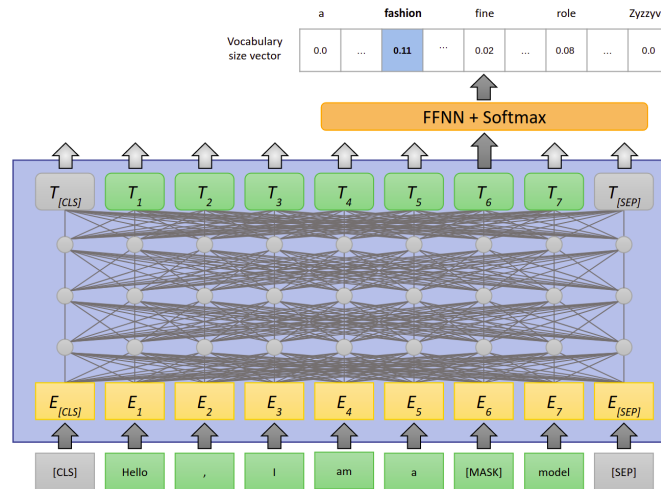 a fashion fine role Zyzzyv
Vocabulary
size vector
0.0 ... 0.11 ... 0.02 ... 0.08 ... 0.0
FFNN + Softmax
T[CLS] T1 T2 T3 T4 T5 T6 T7 T[SEP]
E[CLS] E1 E2 E3 E4 E5 E6 E7 E[SEP]
[CLS] Hello , I am a [MASK] model [SEP]